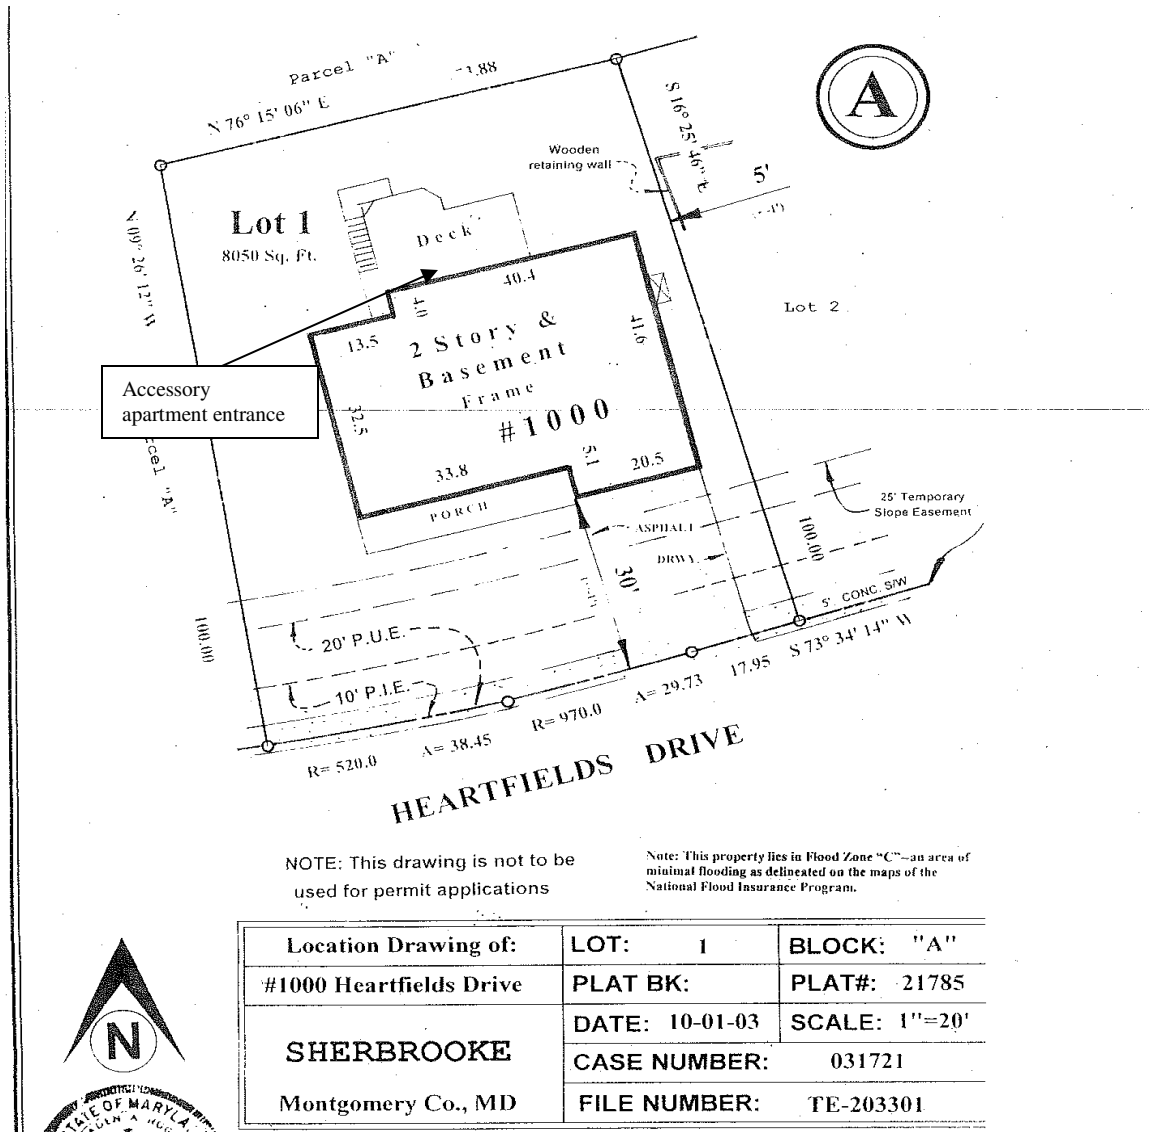 Parcel "A"
N 76° 15' 06" E
A
S 16° 25' 46" E
Wooden
retaining wall
5'
N 09° 26' 12" W
Lot 1
8050 Sq. Ft.
Deck
40.4
4.0
13.5
2 Story &
Basement
Frame
#1000
41.6
Lot 2
Accessory
apartment entrance
32.5
33.8
5.1
20.5
"A"
PORCH
25' Temporary
Slope Easement
ASPHALT
DRWY
100.00
30'
5' CONC. S/W
100.00
20' P.U.E.
10' P.I.E.
S 73° 34' 14" W
17.95
A= 29.73
R= 970.0
A= 38.45
R= 520.0
HEARTFIELDS DRIVE
NOTE: This drawing is not to be
used for permit applications
Note: This property lies in Flood Zone "C"–an area of
minimal flooding as delineated on the maps of the
National Flood Insurance Program.
Location Drawing of:
#1000 Heartfields Drive
SHERBROOKE
Montgomery Co., MD
LOT: 1
BLOCK: "A"
PLAT BK:
PLAT#: 21785
DATE: 10-01-03
SCALE: 1"=20'
CASE NUMBER: 031721
FILE NUMBER: TE-203301
N